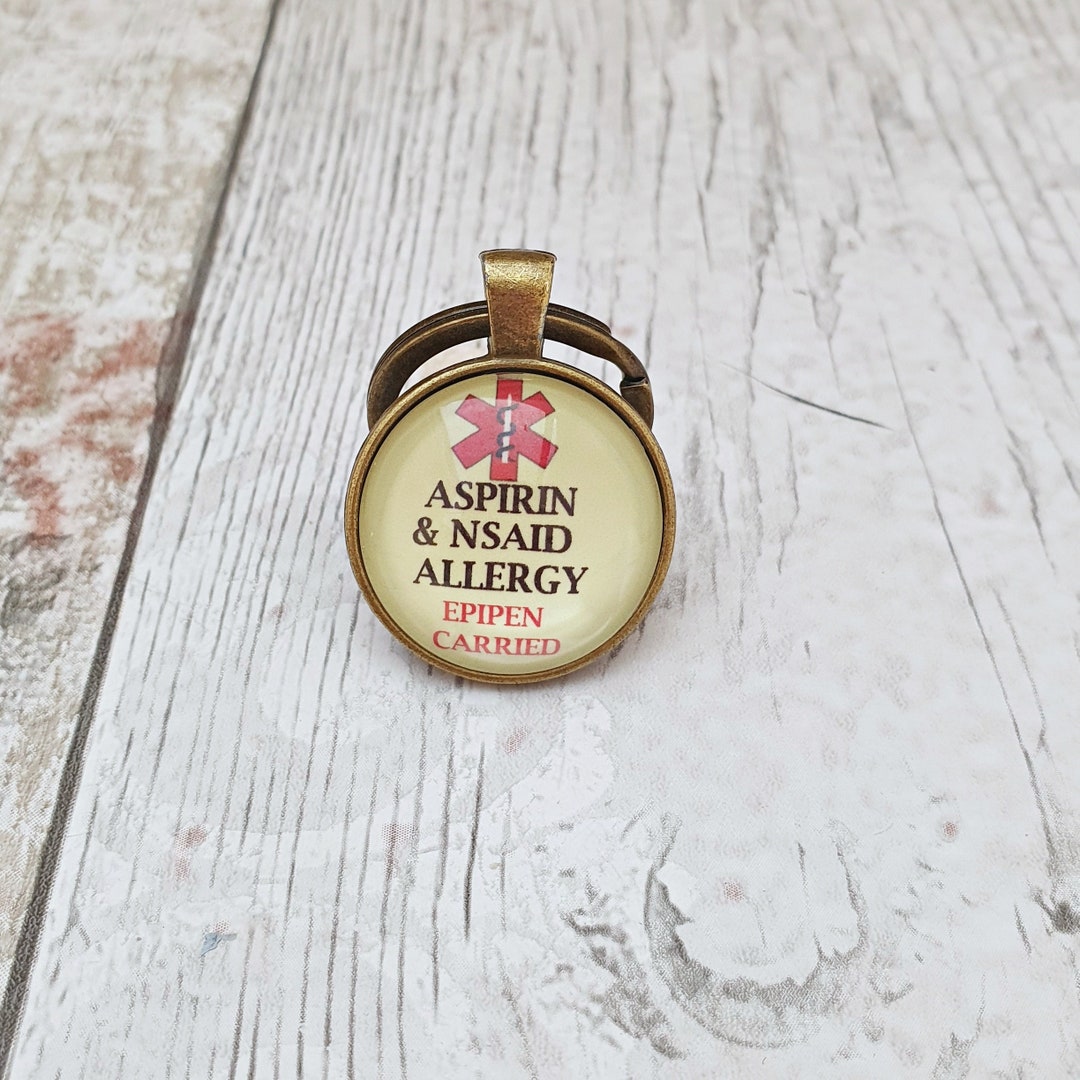 ASPIRIN
& NSAID
ALLERGY
EPIPEN
CARRIED